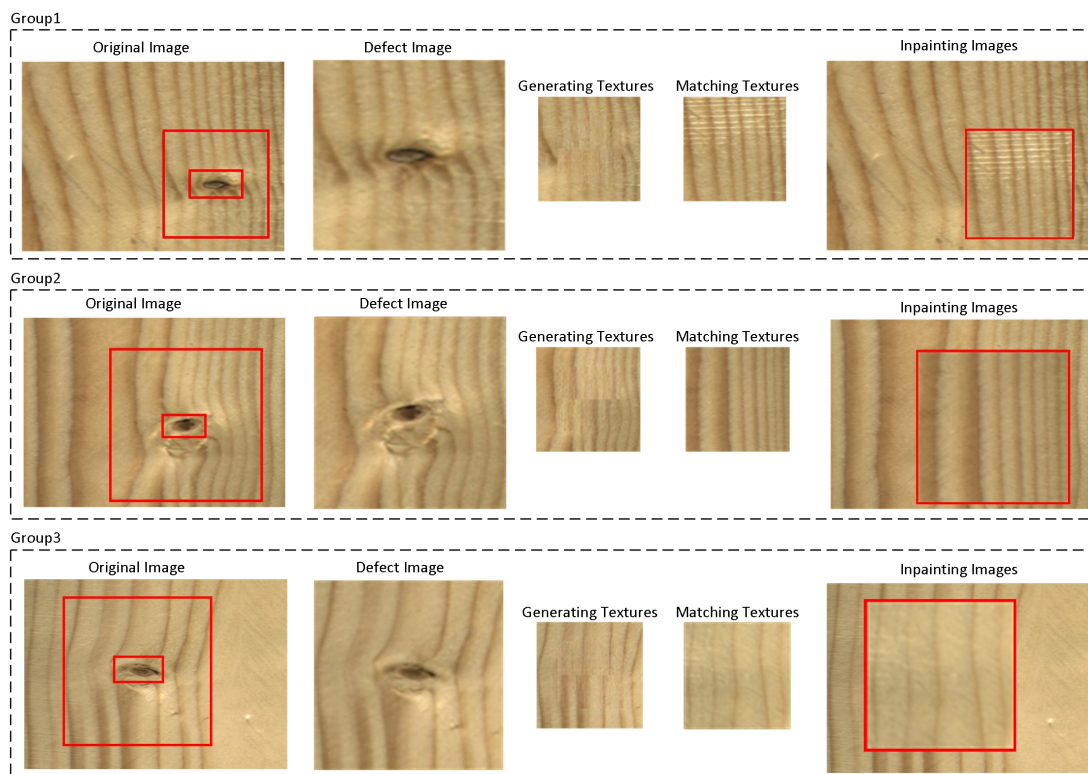 Group1
Original Image
Defect Image
Generating Textures
Matching Textures
Inpainting Images
Group2
Original Image
Defect Image
Generating Textures
Matching Textures
Inpainting Images
Group3
Original Image
Defect Image
Generating Textures
Matching Textures
Inpainting Images